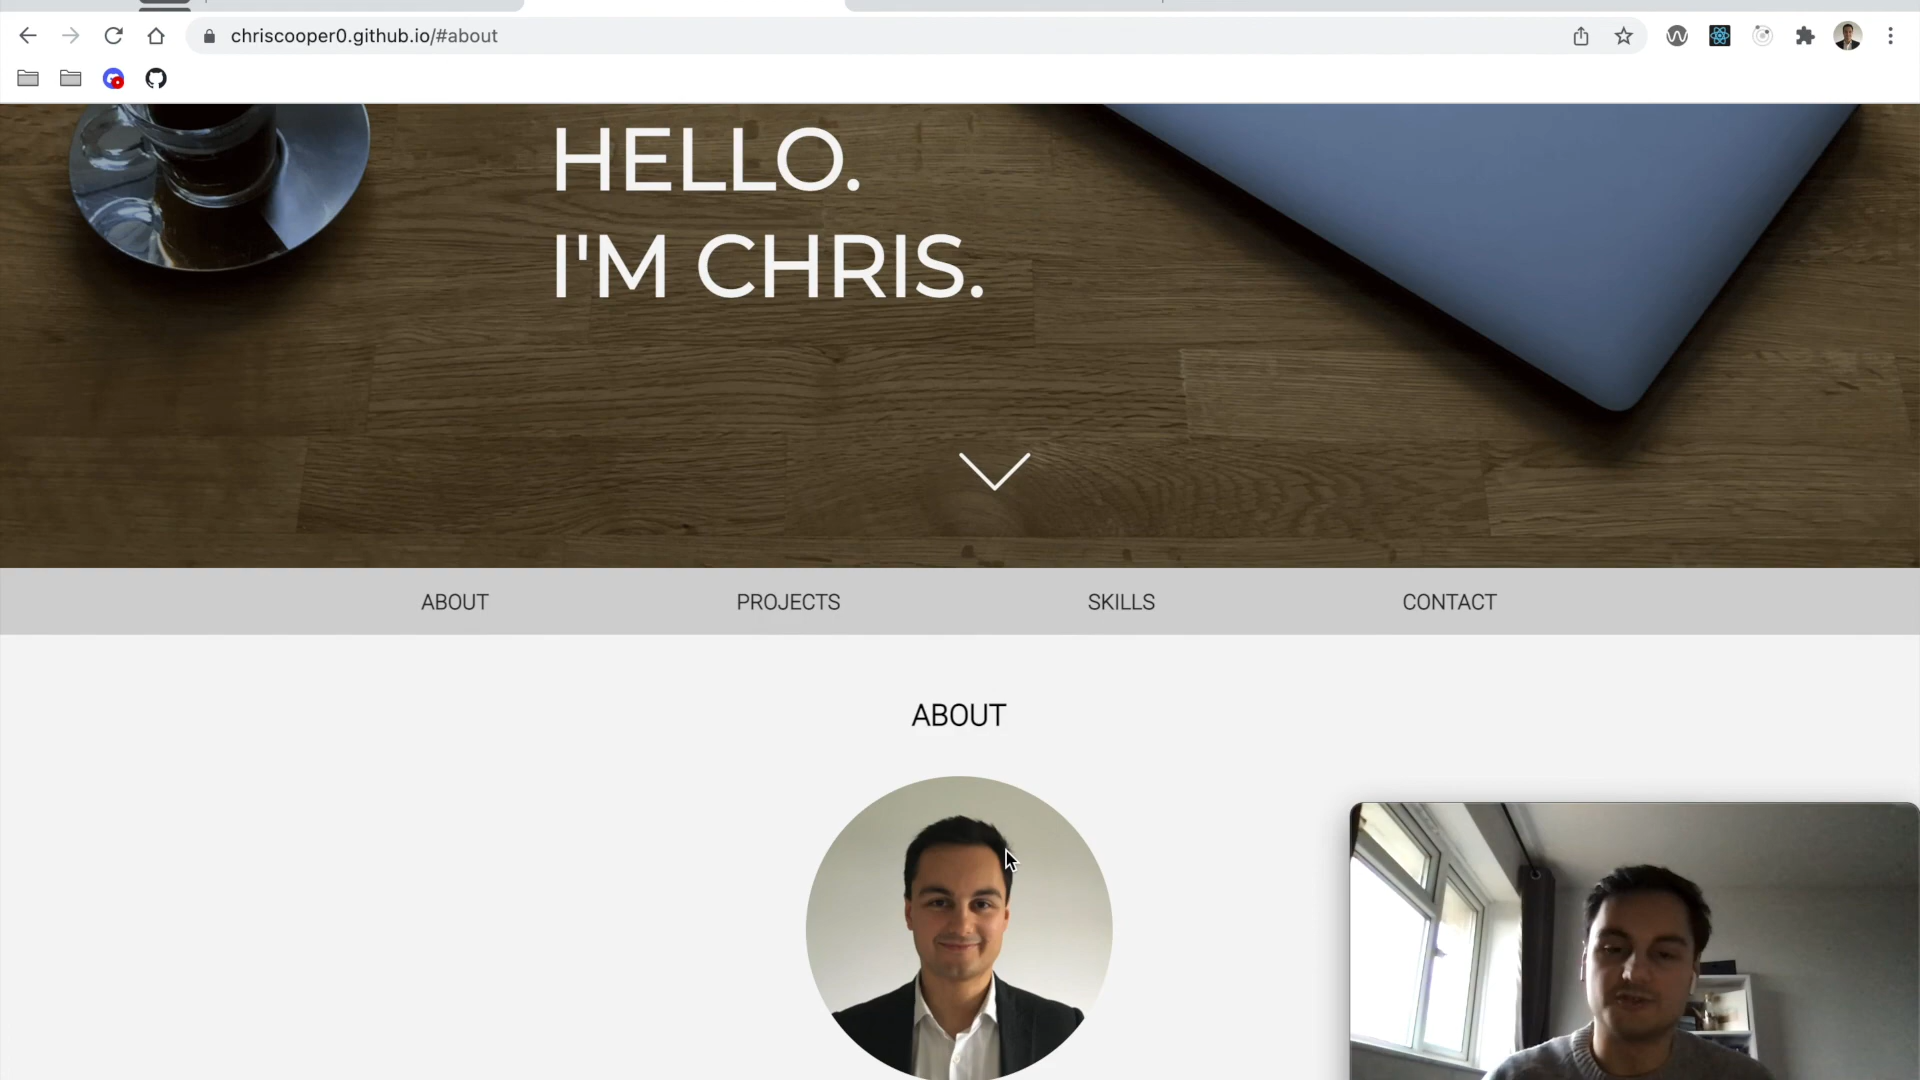 chriscooper0.github.io/#about
HELLO.
I'M CHRIS.
ABOUT
PROJECTS
SKILLS
CONTACT
ABOUT